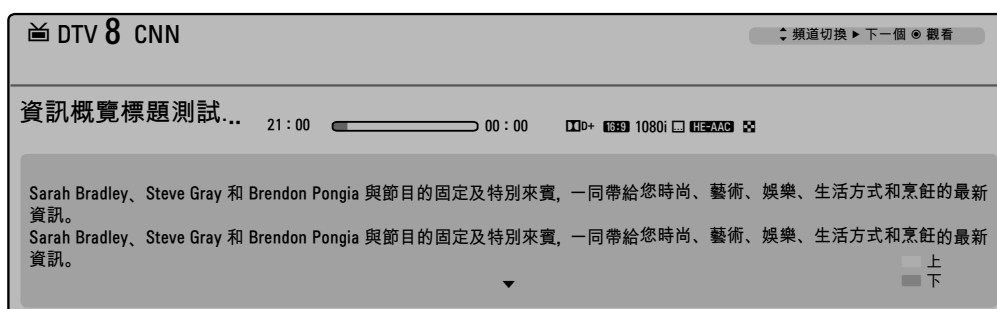 DTV 8 CNN
頻道切換 ▶ 下一個 ◉ 觀看
資訊概覽標題測試...
21:00 00:00 DD+ 16:9 1080i HE-AAC
Sarah Bradley、Steve Gray 和 Brendon Pongia 與節目的固定及特別來賓，一同帶給您時尚、藝術、娛樂、生活方式和烹飪的最新
資訊。
Sarah Bradley、Steve Gray 和 Brendon Pongia 與節目的固定及特別來賓，一同帶給您時尚、藝術、娛樂、生活方式和烹飪的最新
資訊。
上
下